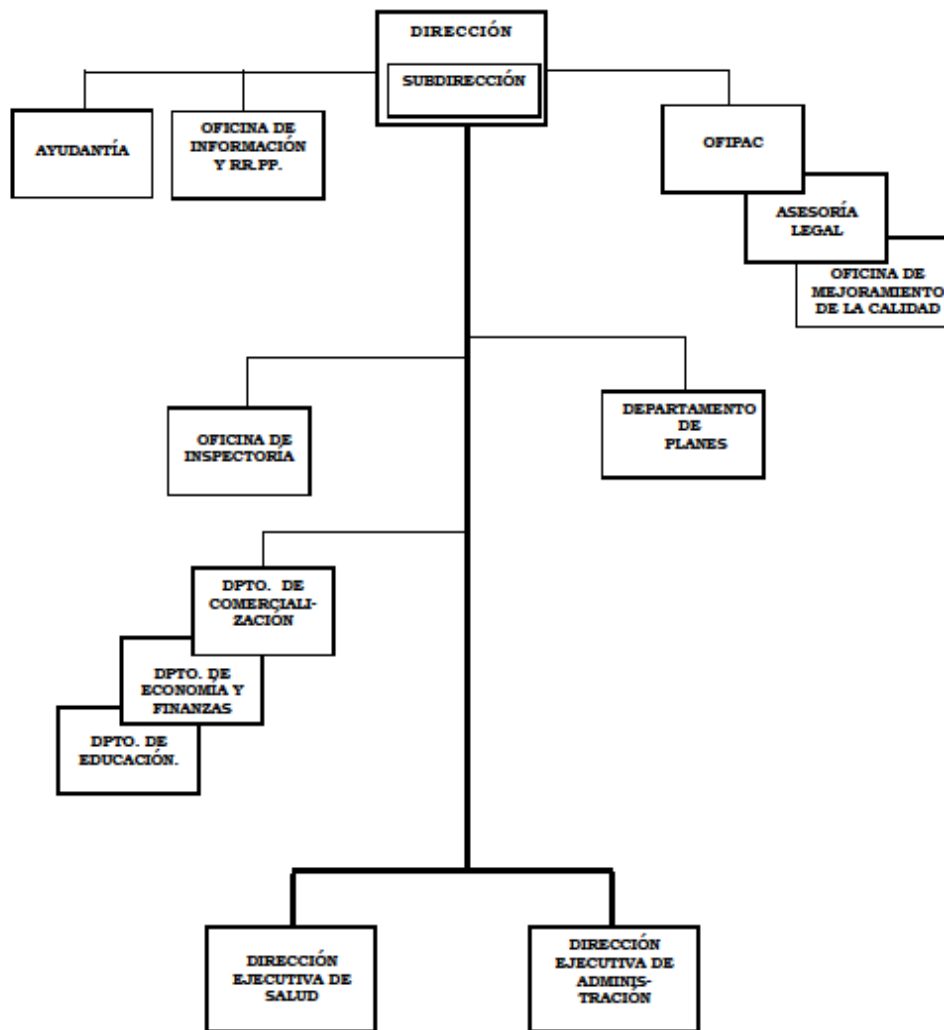 DIRECCIÓN
SUBDIRECCIÓN
AYUDANTÍA
OFICINA DE
INFORMACIÓN
Y RR.PP.
OFIPAC
ASESORÍA
LEGAL
OFICINA DE
MEJORAMIENTO
DE LA CALIDAD
OFICINA DE
INSPECTORÍA
DEPARTAMENTO
DE
PLANES
DPTO. DE
COMERCIALI-
ZACIÓN
DPTO. DE
ECONOMÍA Y
FINANZAS
DPTO. DE
EDUCACIÓN.
DIRECCIÓN
EJECUTIVA DE
SALUD
DIRECCIÓN
EJECUTIVA DE
ADMINIS-
TRACIÓN